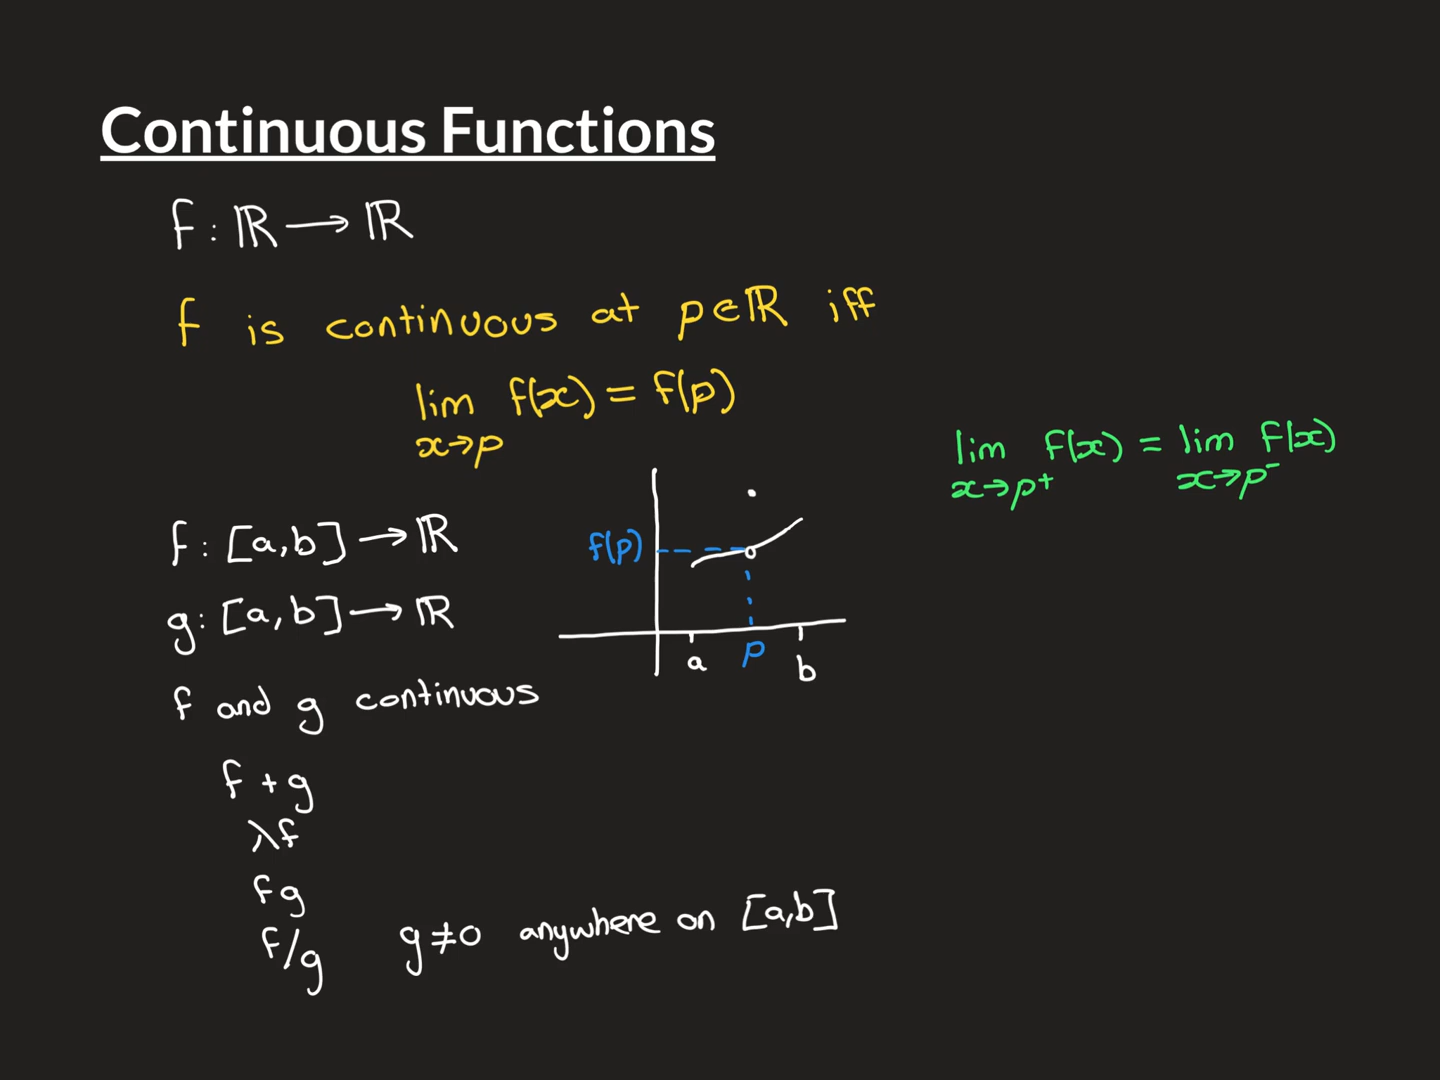 Continuous Functions
f : ℝ → ℝ
f is continuous at p∈ℝ iff
lim f(x) = f(p)
x→p
lim f(x) = lim f(x)
x→p⁺ x→p⁻
f : [a,b] → ℝ
f(p)
g : [a,b] → ℝ
a p b
f and g continuous
f + g
λf
fg
f/g g≠0 anywhere on [a,b]